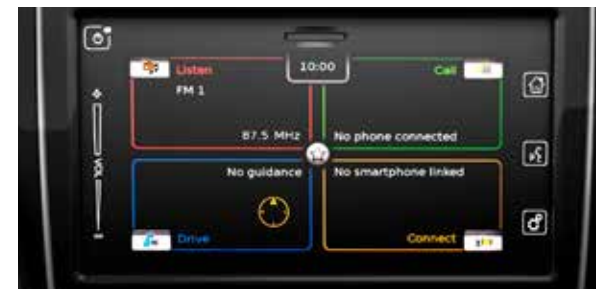 Listen
FM 1
87.5 MHz
10:00
Call
No phone connected
No guidance
Drive
No smartphone linked
Connect
VOL